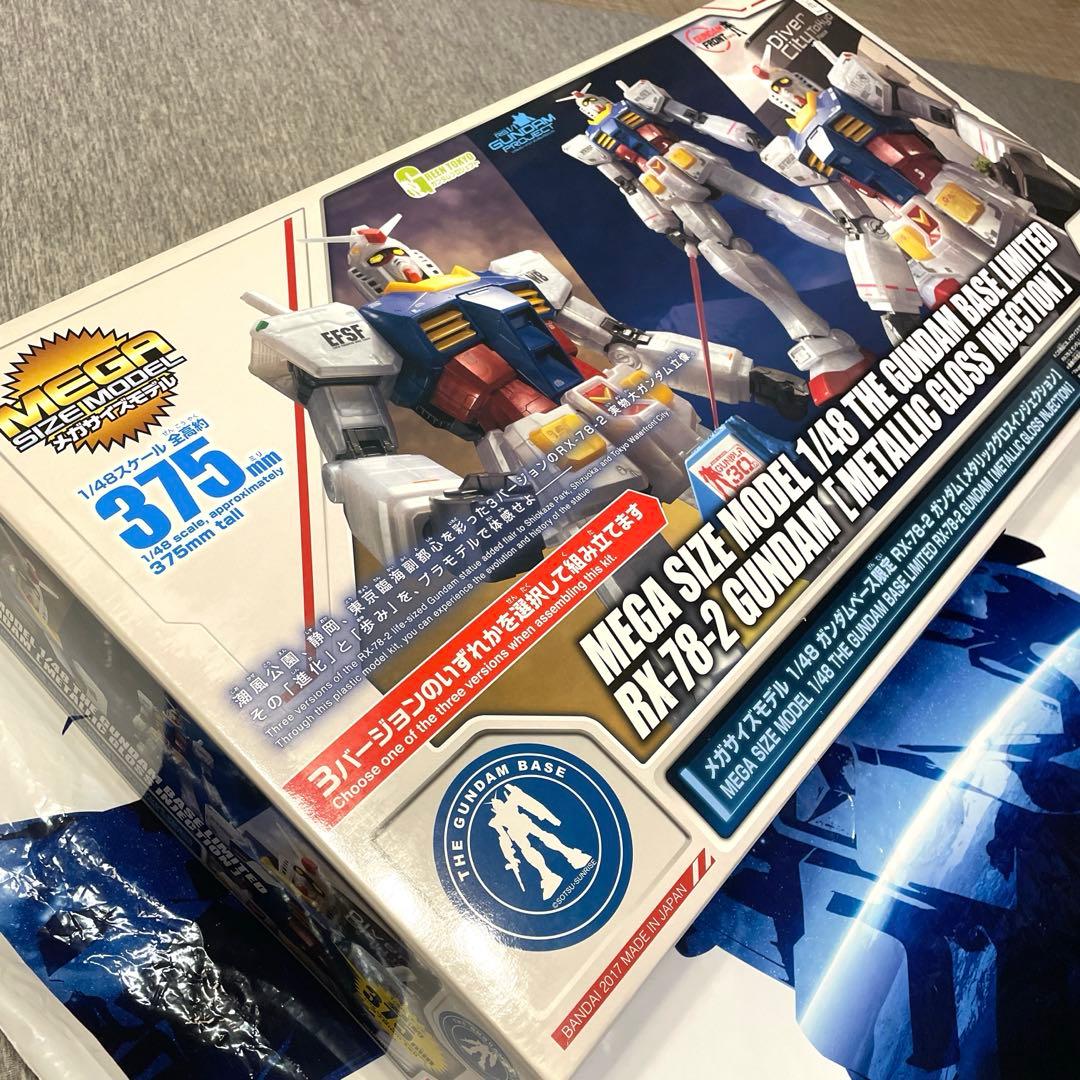 MEGA
SIZE MODEL
メガサイズモデル
1/48スケール 全高約
375mm
1/48 scale, approximately
375mm tall
GREEN TOKYO
GUNDAM
PROJECT
GUNDAM
FRONT
Diver
City Tokyo
EFSF
GUNPLA
30
潮風公園、静岡、東京臨海副都心を彩った3バージョンのRX-78-2 実物大ガンダム立像。
その「進化」と「歩み」を、プラモデルで体感せよ
Three versions of the RX-78-2 life-sized Gundam statue added flair to Shiokaze Park, Shizuoka, and Tokyo Waterfront City.
Through this plastic model kit, you can experience the evolution and history of the statue.
3バージョンのいずれかを選択して組み立てます
Choose one of the three versions when assembling this kit.
MEGA SIZE MODEL 1/48 THE GUNDAM BASE LIMITED
RX-78-2 GUNDAM [METALLIC GLOSS INJECTION]
メガサイズモデル 1/48 ガンダムベース限定 RX-78-2 ガンダム[メタリックグロスインジェクション]
MEGA SIZE MODEL 1/48 THE GUNDAM BASE LIMITED RX-78-2 GUNDAM [METALLIC GLOSS INJECTION]
THE GUNDAM BASE
©SOTSU・SUNRISE
BANDAI 2017 MADE IN JAPAN